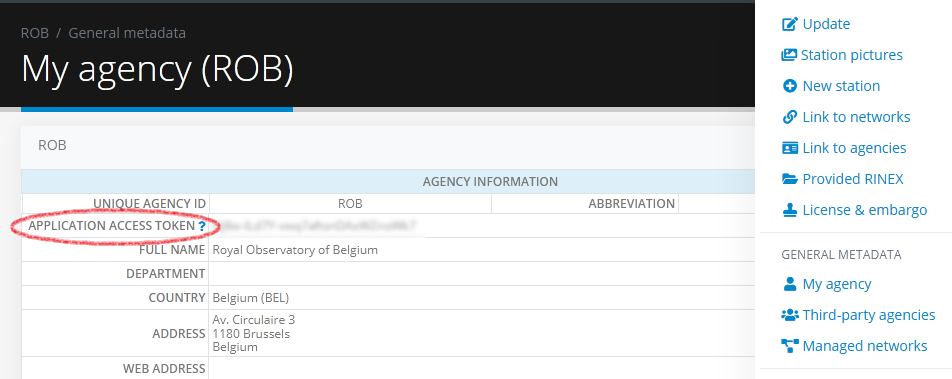 ROB / General metadata
My agency (ROB)
ROB
AGENCY INFORMATION
UNIQUE AGENCY ID ROB ABBREVIATION
APPLICATION ACCESS TOKEN ?
FULL NAME Royal Observatory of Belgium
DEPARTMENT
COUNTRY Belgium (BEL)
ADDRESS Av. Circulaire 3
1180 Brussels
Belgium
WEB ADDRESS
Update
Station pictures
New station
Link to networks
Link to agencies
Provided RINEX
License & embargo
GENERAL METADATA
My agency
Third-party agencies
Managed networks